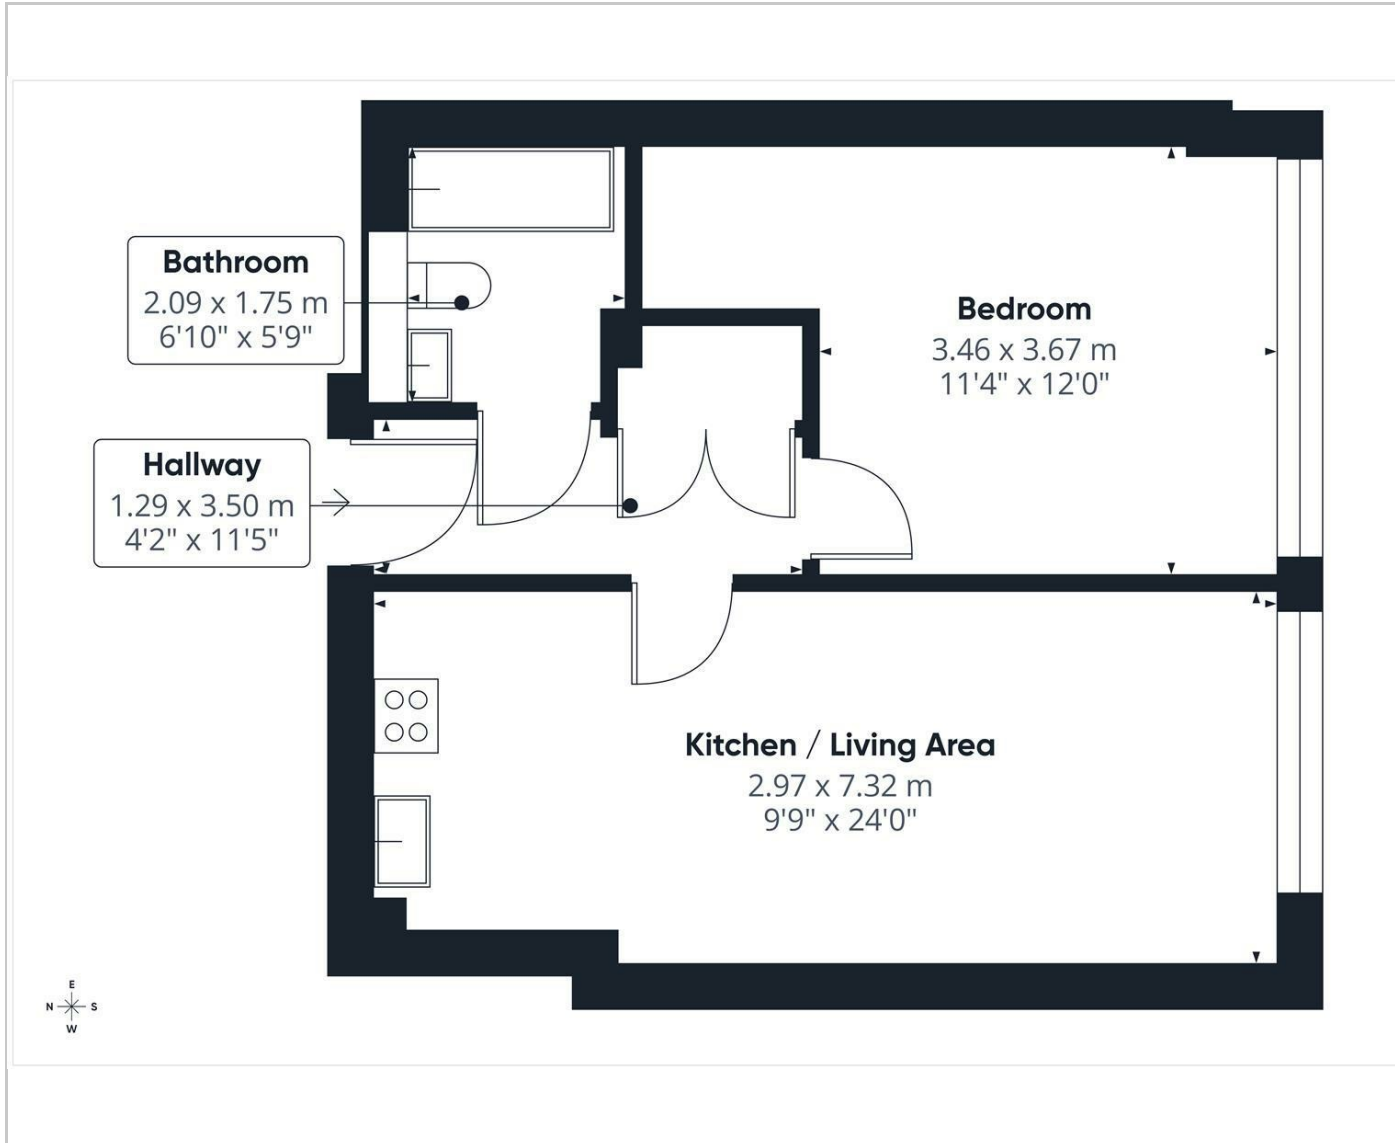 Bathroom
2.09 x 1.75 m
6'10" x 5'9"
Bedroom
3.46 x 3.67 m
11'4" x 12'0"
Hallway
1.29 x 3.50 m
4'2" x 11'5"
Kitchen / Living Area
2.97 x 7.32 m
9'9" x 24'0"
E
N S
W